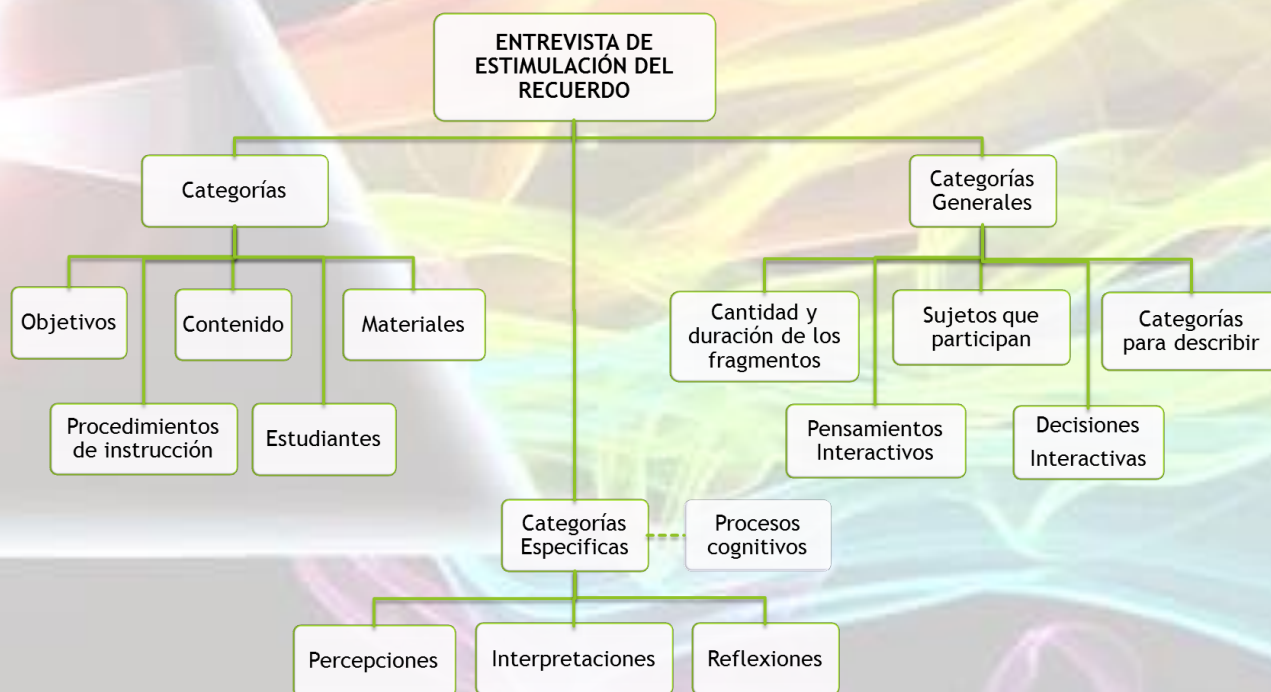 ENTREVISTA DE
ESTIMULACIÓN DEL
RECUERDO
Categorías
Categorías
Generales
Objetivos
Contenido
Materiales
Cantidad y
duración de los
fragmentos
Sujetos que
participan
Categorías
para describir
Procedimientos
de instrucción
Estudiantes
Pensamientos
Interactivos
Decisiones
Interactivas
Categorías
Especificas
Procesos
cognitivos
Percepciones
Interpretaciones
Reflexiones